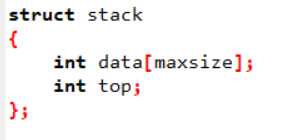 struct stack
{
    int data[maxsize];
    int top;
};